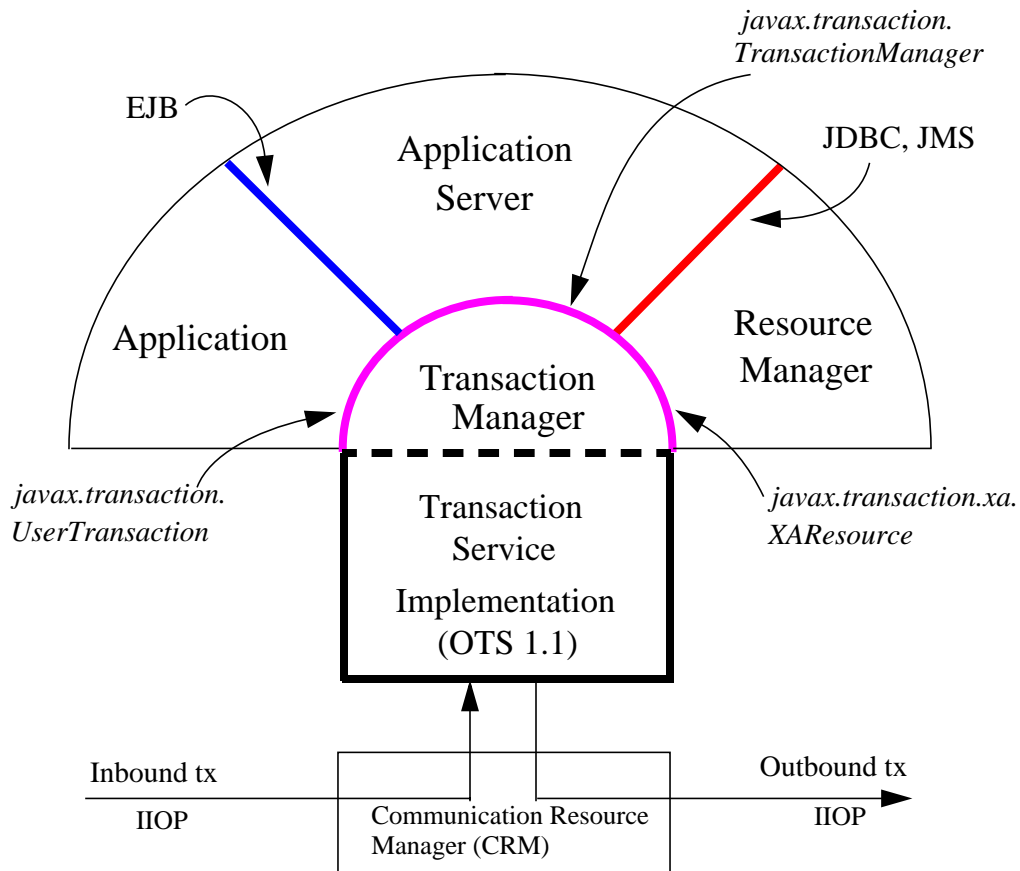 javax.transaction.
TransactionManager
EJB
JDBC, JMS
Application
Server
Application
Resource
Manager
Transaction
Manager
javax.transaction.
UserTransaction
javax.transaction.xa.
XAResource
Transaction
Service
Implementation
(OTS 1.1)
Inbound tx
IIOP
Outbound tx
IIOP
Communication Resource
Manager (CRM)